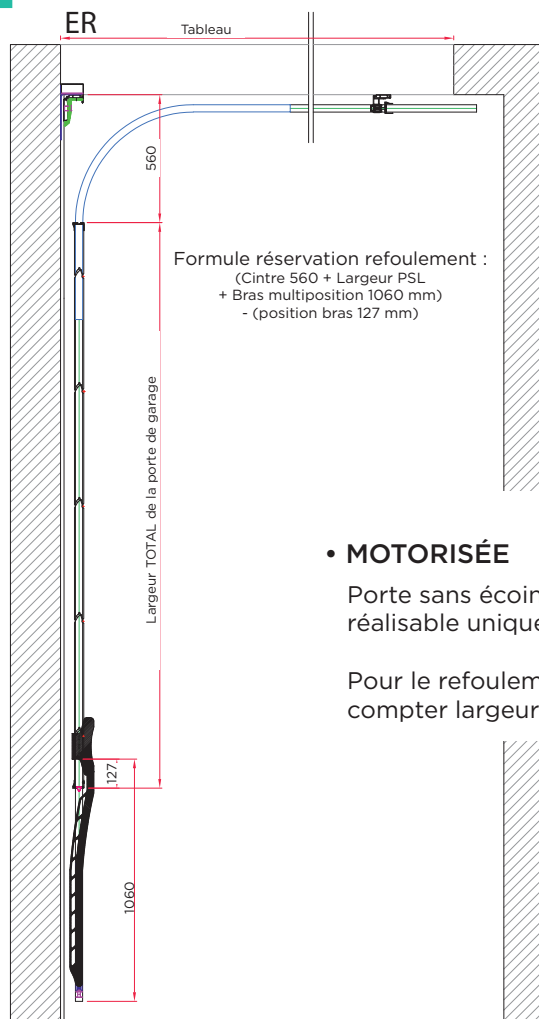 ER
Tableau
560
Formule réservation refoulement :
(Cintre 560 + Largeur PSL
+ Bras multiposition 1060 mm)
- (position bras 127 mm)
Largeur TOTAL de la porte de garage
• MOTORISÉE
Porte sans écoin
réalisable unique
Pour le refoulem
compter largeur
127
1060